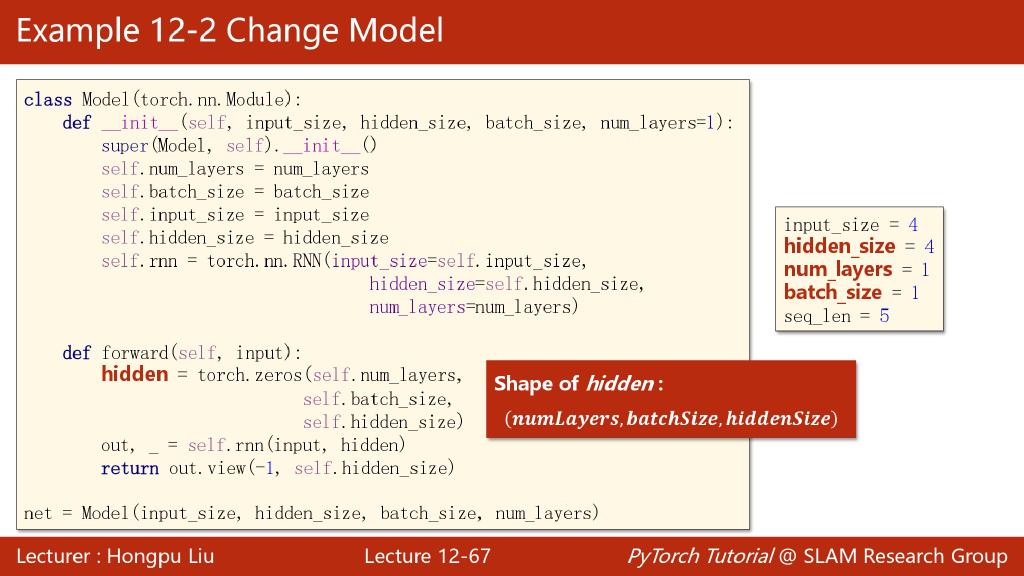 Example 12-2 Change Model
class Model(torch.nn.Module):
    def __init__(self, input_size, hidden_size, batch_size, num_layers=1):
        super(Model, self).__init__()
        self.num_layers = num_layers
        self.batch_size = batch_size
        self.input_size = input_size
        self.hidden_size = hidden_size
        self.rnn = torch.nn.RNN(input_size=self.input_size,
                                hidden_size=self.hidden_size,
                                num_layers=num_layers)
    def forward(self, input):
        hidden = torch.zeros(self.num_layers,
                             self.batch_size,
                             self.hidden_size)
        out, _ = self.rnn(input, hidden)
        return out.view(-1, self.hidden_size)
net = Model(input_size, hidden_size, batch_size, num_layers)
input_size = 4
hidden_size = 4
num_layers = 1
batch_size = 1
seq_len = 5
Shape of hidden:
(numLayers, batchSize, hiddenSize)
Lecturer : Hongpu Liu
Lecture 12-67
PyTorch Tutorial @ SLAM Research Group